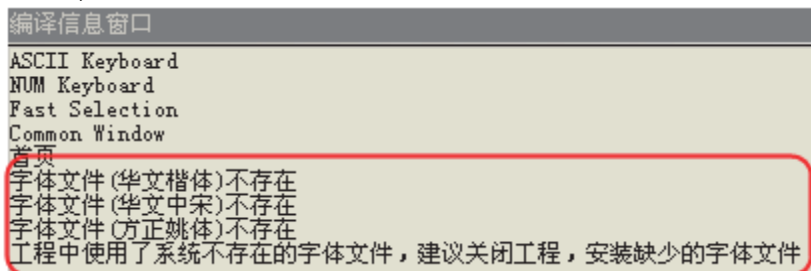 编译信息窗口
ASCII Keyboard
NUM Keyboard
Fast Selection
Common Window
首页
字体文件(华文楷体)不存在
字体文件(华文中宋)不存在
字体文件(方正姚体)不存在
工程中使用了系统不存在的字体文件，建议关闭工程，安装缺少的字体文件